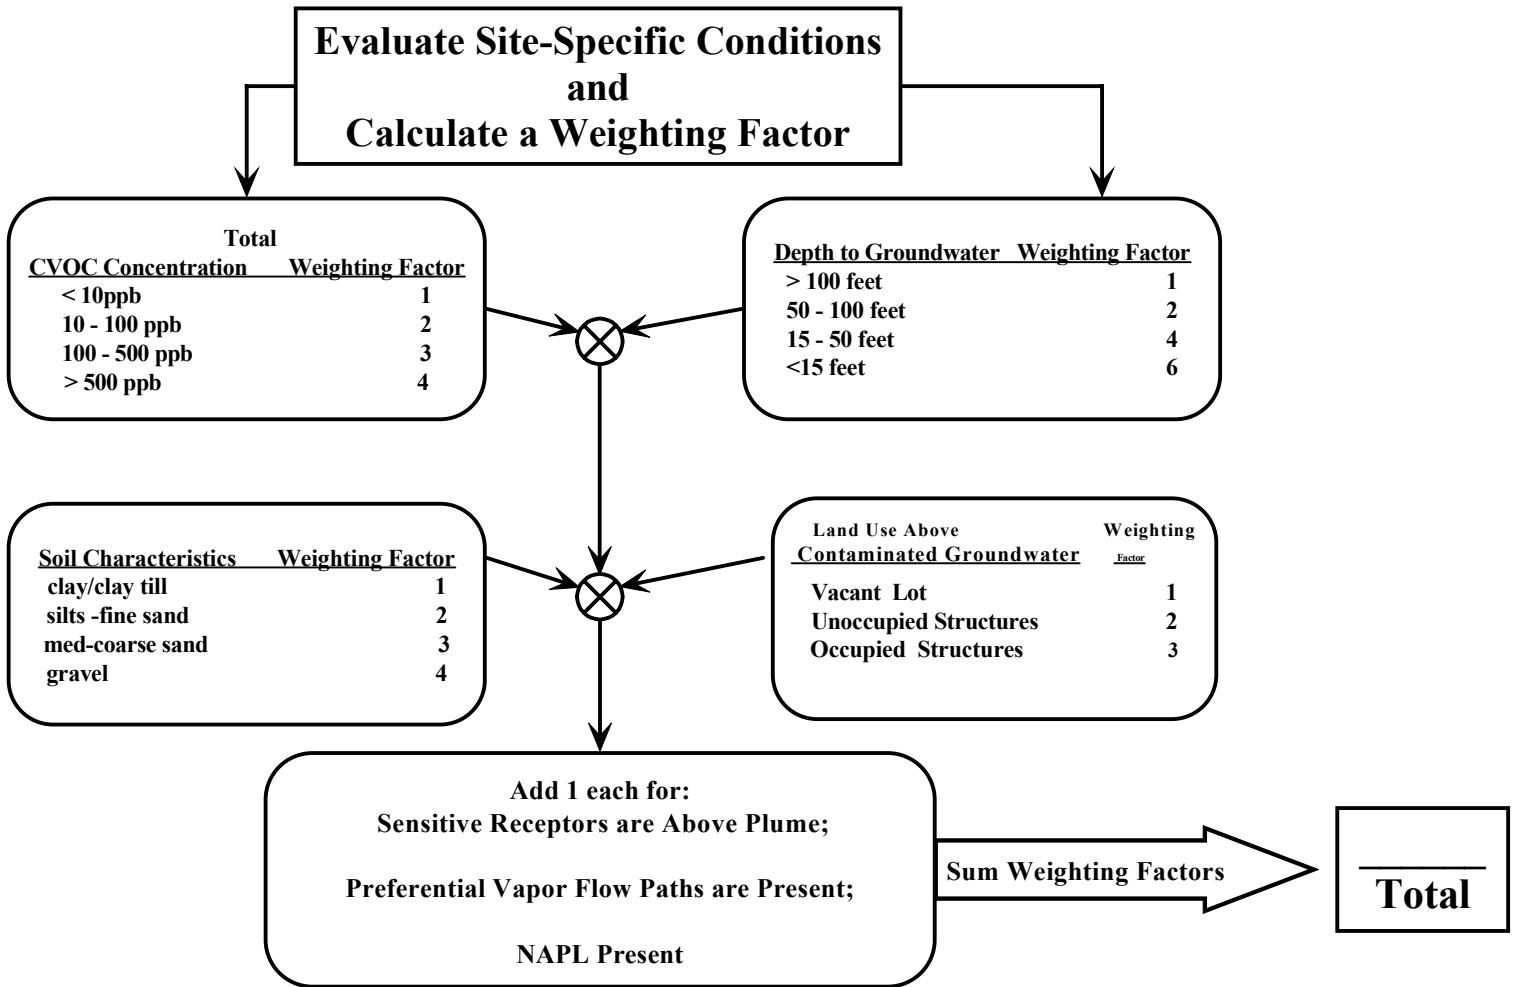 Evaluate Site-Specific Conditions
and
Calculate a Weighting Factor
Total
CVOC Concentration Weighting Factor
< 10ppb 1
10 - 100 ppb 2
100 - 500 ppb 3
> 500 ppb 4
Depth to Groundwater Weighting Factor
> 100 feet 1
50 - 100 feet 2
15 - 50 feet 4
<15 feet 6
Soil Characteristics Weighting Factor
clay/clay till 1
silts -fine sand 2
med-coarse sand 3
gravel 4
Land Use Above Weighting
Contaminated Groundwater Factor
Vacant Lot 1
Unoccupied Structures 2
Occupied Structures 3
Add 1 each for:
Sensitive Receptors are Above Plume;
Preferential Vapor Flow Paths are Present;
NAPL Present
Sum Weighting Factors
______
Total